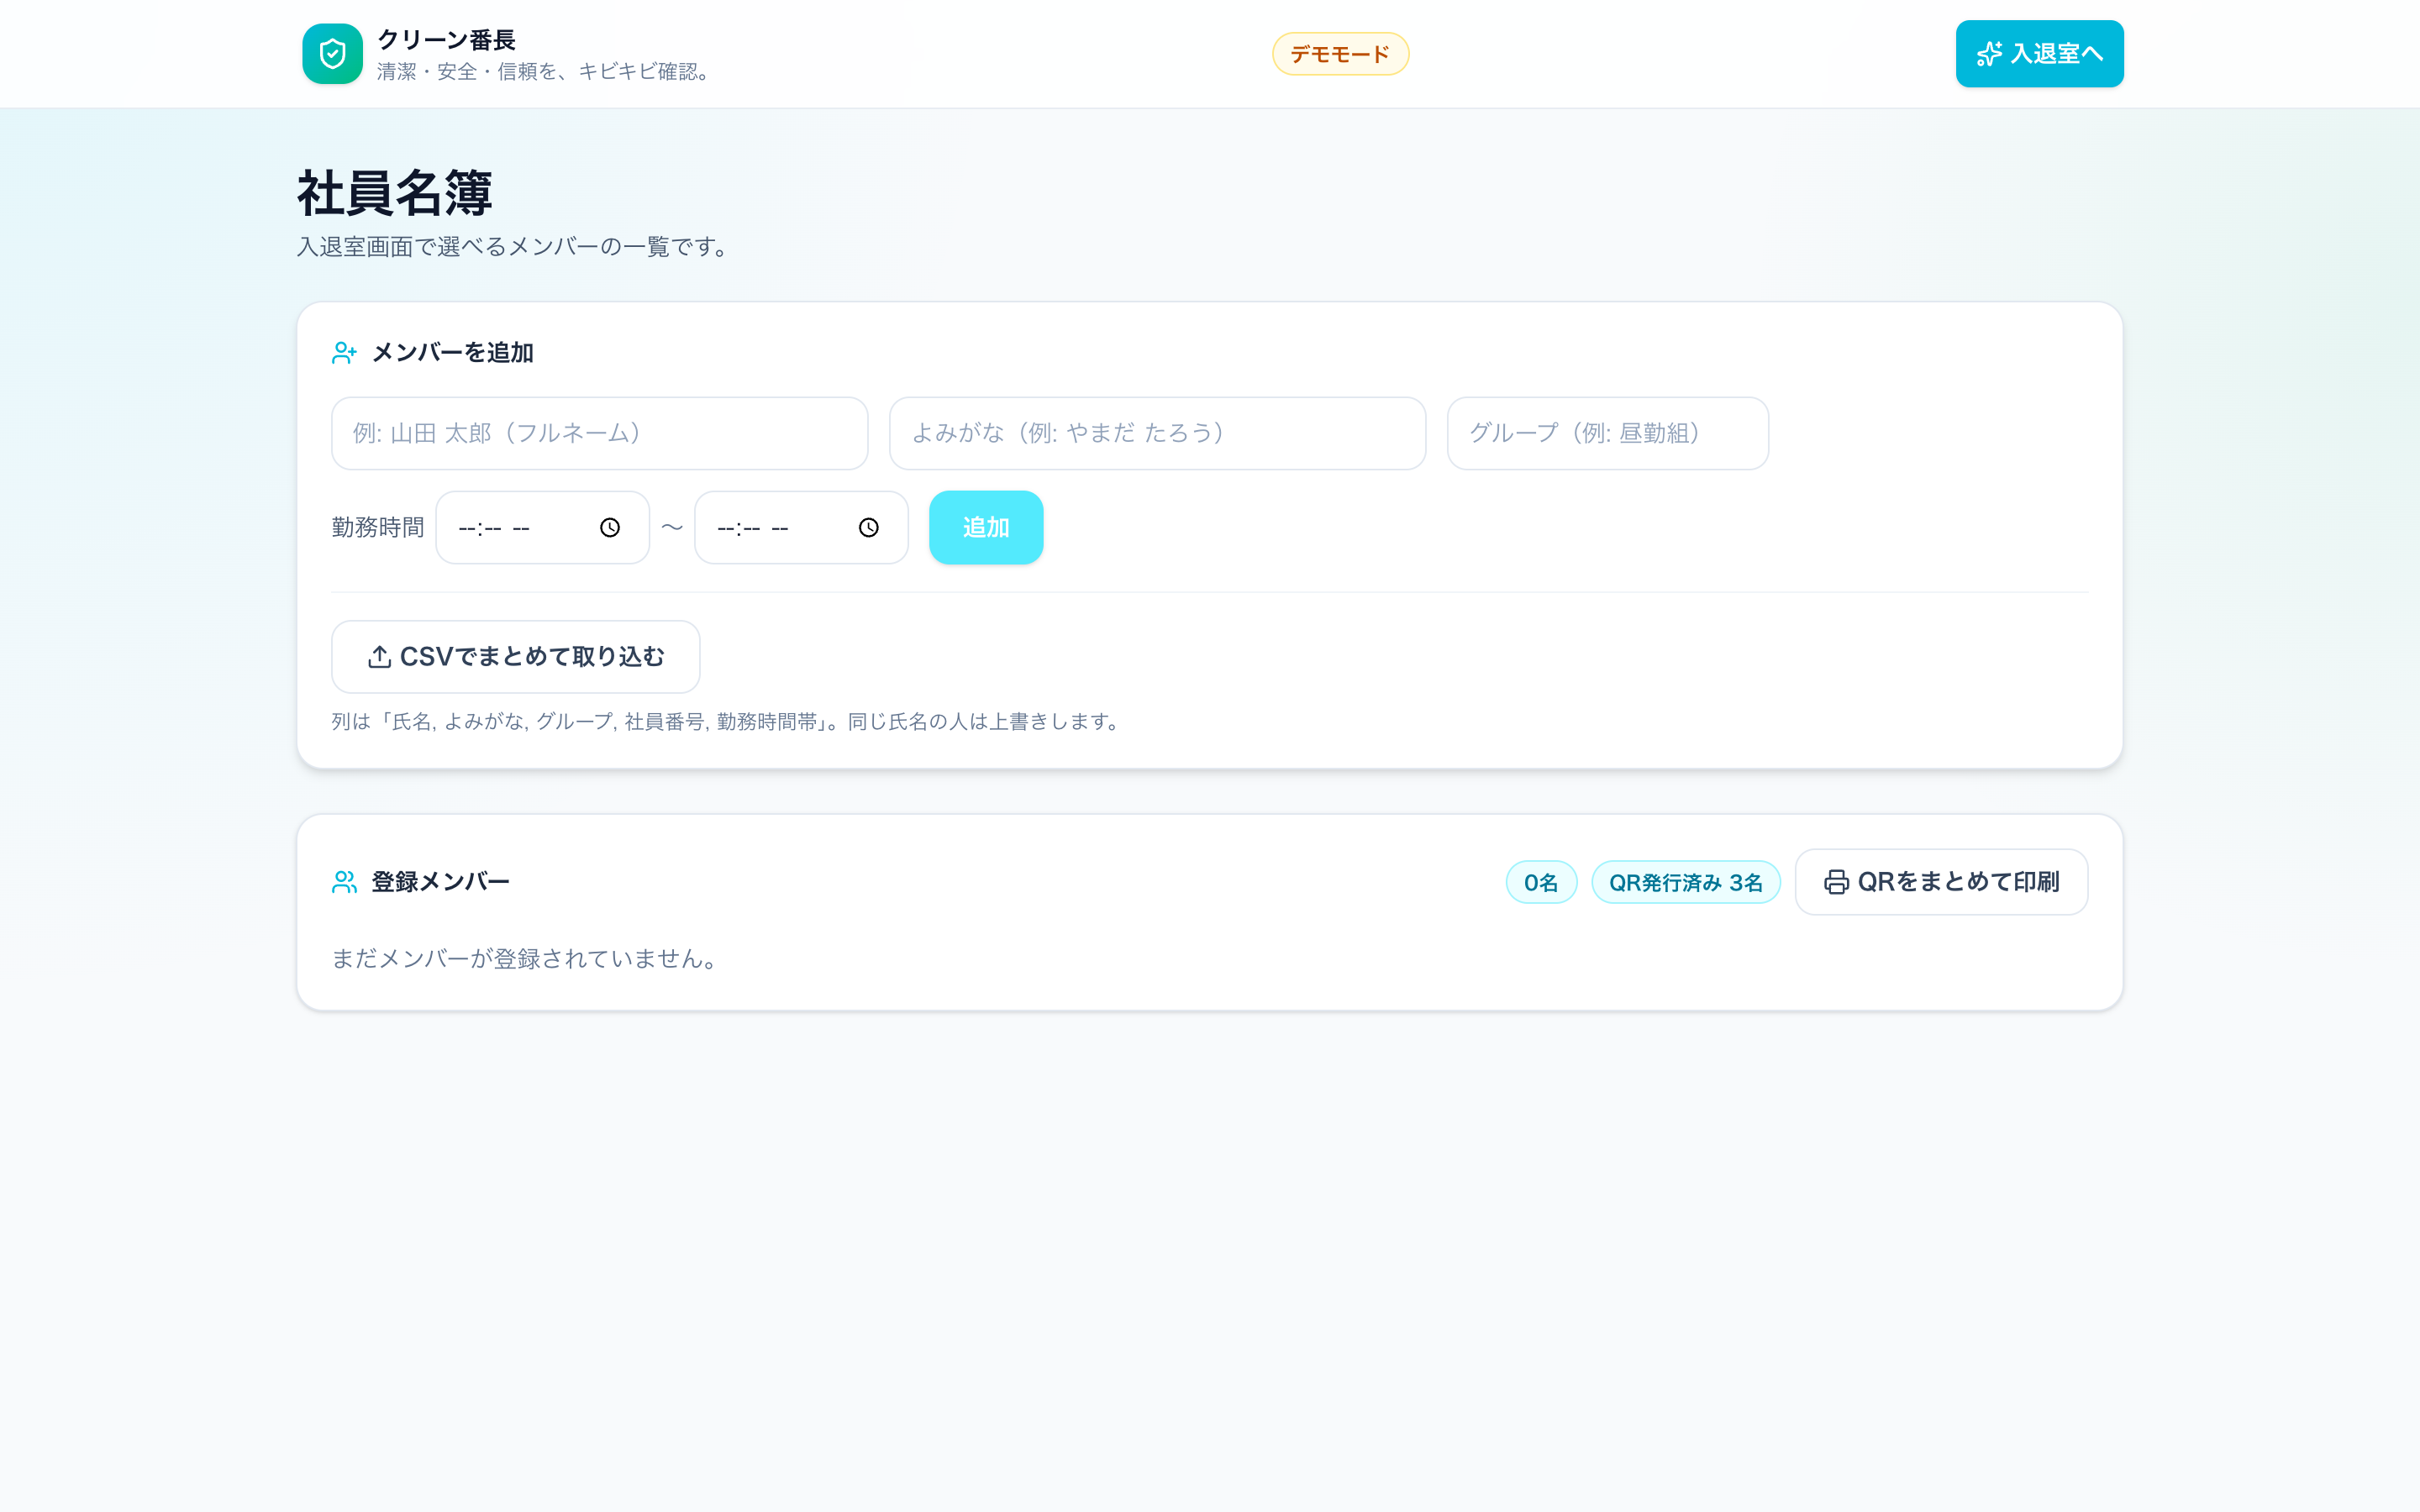 クリーン番長
清潔・安全・信頼を、キビキビ確認。
デモモード
入退室へ
社員名簿
入退室画面で選べるメンバーの一覧です。
メンバーを追加
例: 山田 太郎（フルネーム）
よみがな（例: やまだ たろう）
グループ（例: 昼勤組）
勤務時間 --:-- -- ～ --:-- -- 追加
CSVでまとめて取り込む
列は「氏名, よみがな, グループ, 社員番号, 勤務時間帯」。同じ氏名の人は上書きします。
登録メンバー
0名
QR発行済み 3名
QRをまとめて印刷
まだメンバーが登録されていません。